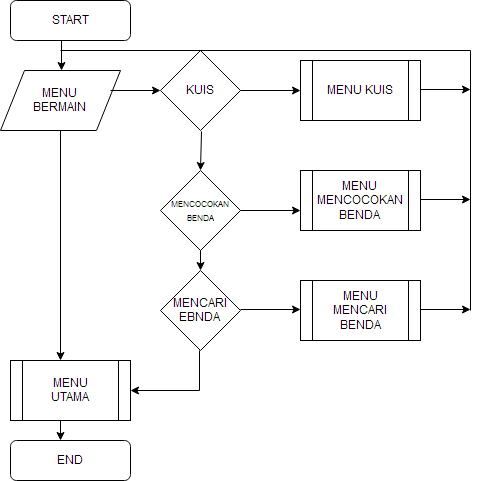 START
MENU
BERMAIN
KUIS
MENU KUIS
MENCOCOKAN
BENDA
MENU
MENCOCOKAN
BENDA
MENCARI
EBNDA
MENU
MENCARI
BENDA
MENU
UTAMA
END